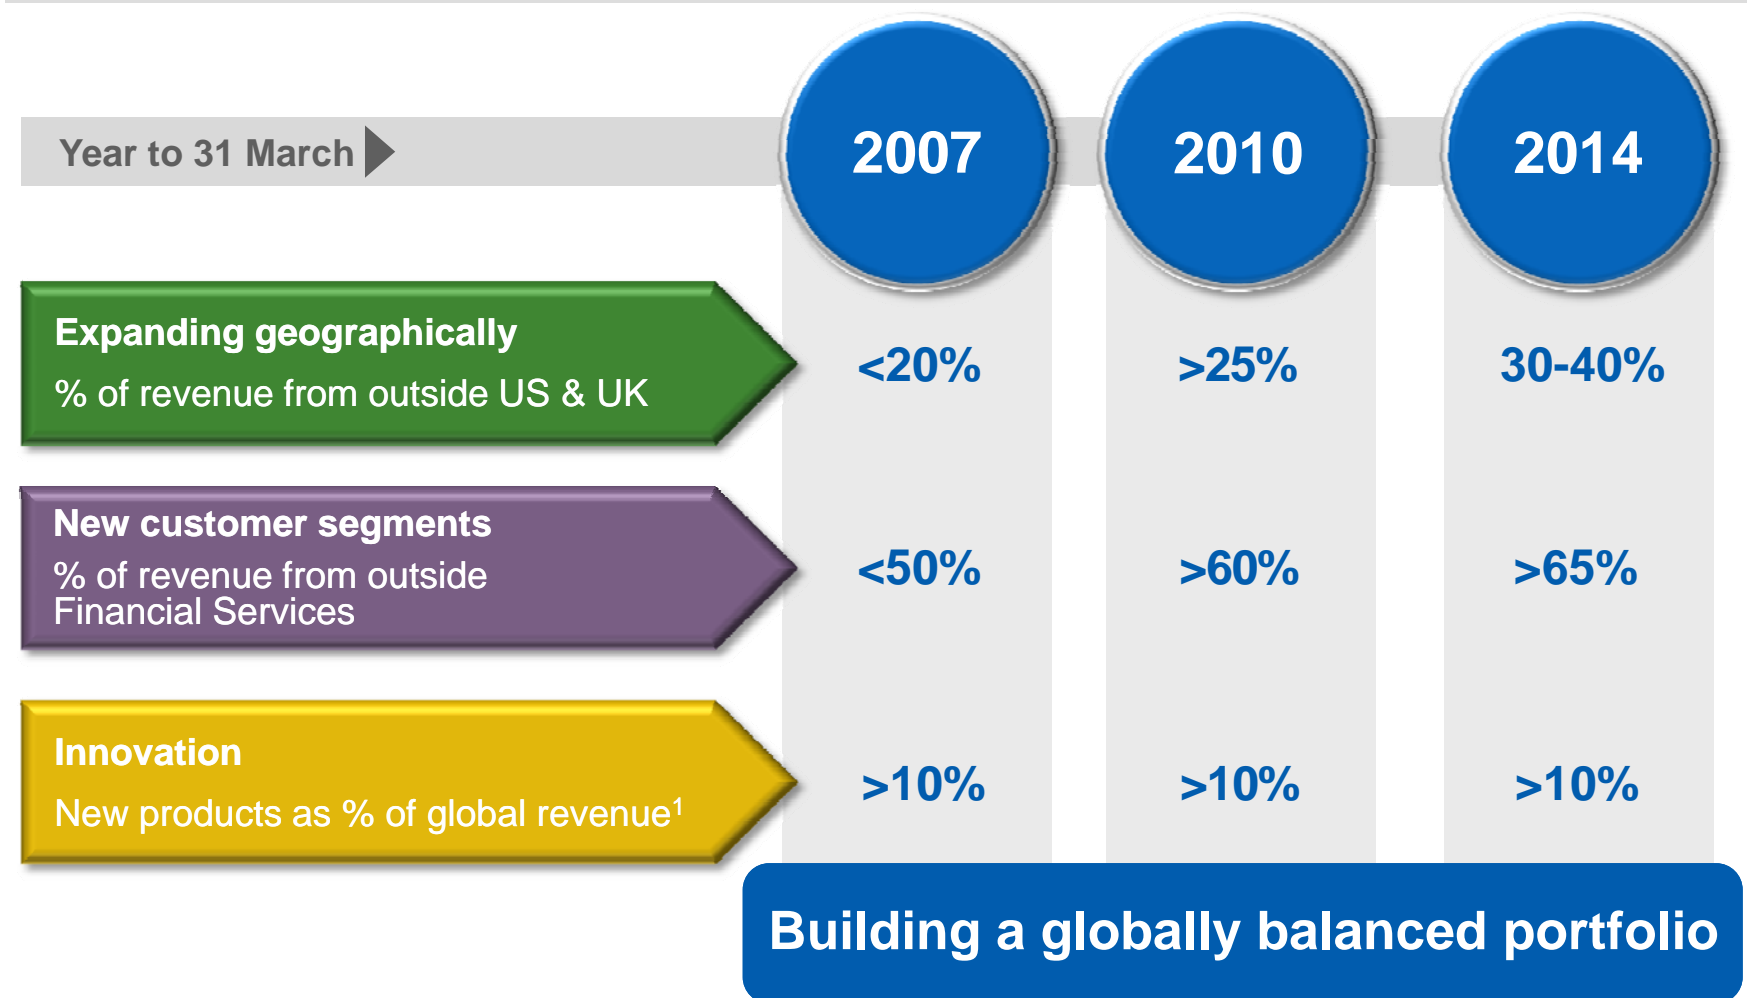 Year to 31 March
2007
2010
2014
Expanding geographically
% of revenue from outside US & UK
<20%
>25%
30-40%
New customer segments
% of revenue from outside
Financial Services
<50%
>60%
>65%
Innovation
New products as % of global revenue¹
>10%
>10%
>10%
Building a globally balanced portfolio